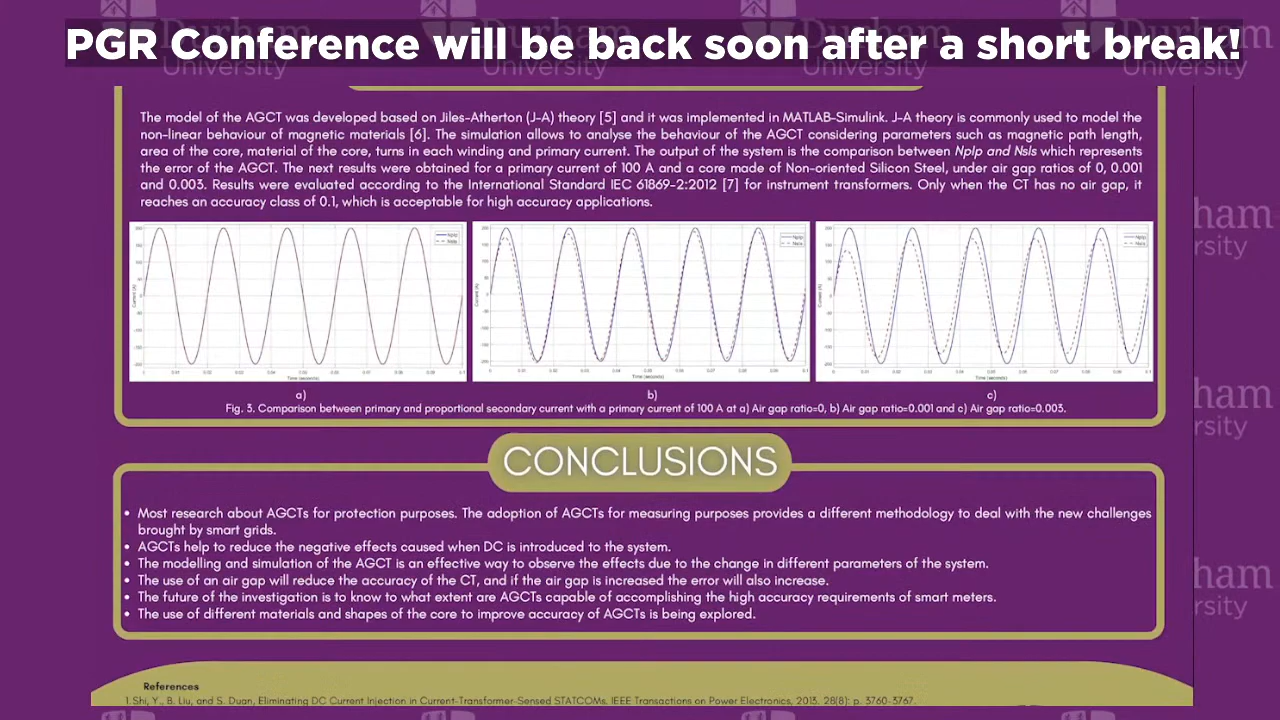 PGR Conference will be back soon after a short break!
The model of the AGCT was developed based on Jiles-Atherton (J-A) theory [5] and it was implemented in MATLAB-Simulink. J-A theory is commonly used to model the
non-linear behaviour of magnetic materials [6]. The simulation allows to analyse the behaviour of the AGCT considering parameters such as magnetic path length,
area of the core, material of the core, turns in each winding and primary current. The output of the system is the comparison between NpIp and NsIs which represents
the error of the AGCT. The next results were obtained for a primary current of 100 A and a core made of Non-oriented Silicon Steel, under air gap ratios of 0, 0.001
and 0.003. Results were evaluated according to the International Standard IEC 61869-2:2012 [7] for instrument transformers. Only when the CT has no air gap, it
reaches an accuracy class of 0.1, which is acceptable for high accuracy applications.
Current (A)
Time (seconds)
a)
Time (seconds)
b)
Time (seconds)
c)
Fig. 3. Comparison between primary and proportional secondary current with a primary current of 100 A at a) Air gap ratio=0, b) Air gap ratio=0.001 and c) Air gap ratio=0.003.
CONCLUSIONS
• Most research about AGCTs for protection purposes. The adoption of AGCTs for measuring purposes provides a different methodology to deal with the new challenges
brought by smart grids.
• AGCTs help to reduce the negative effects caused when DC is introduced to the system.
• The modelling and simulation of the AGCT is an effective way to observe the effects due to the change in different parameters of the system.
• The use of an air gap will reduce the accuracy of the CT, and if the air gap is increased the error will also increase.
• The future of the investigation is to know to what extent are AGCTs capable of accomplishing the high accuracy requirements of smart meters.
• The use of different materials and shapes of the core to improve accuracy of AGCTs is being explored.
References
1. Shi, Y., B. Liu, and S. Duan, Eliminating DC Current Injection in Current-Transformer-Sensed STATCOMs. IEEE Transactions on Power Electronics, 2013. 28(8): p. 3760-3767.
Durham
University